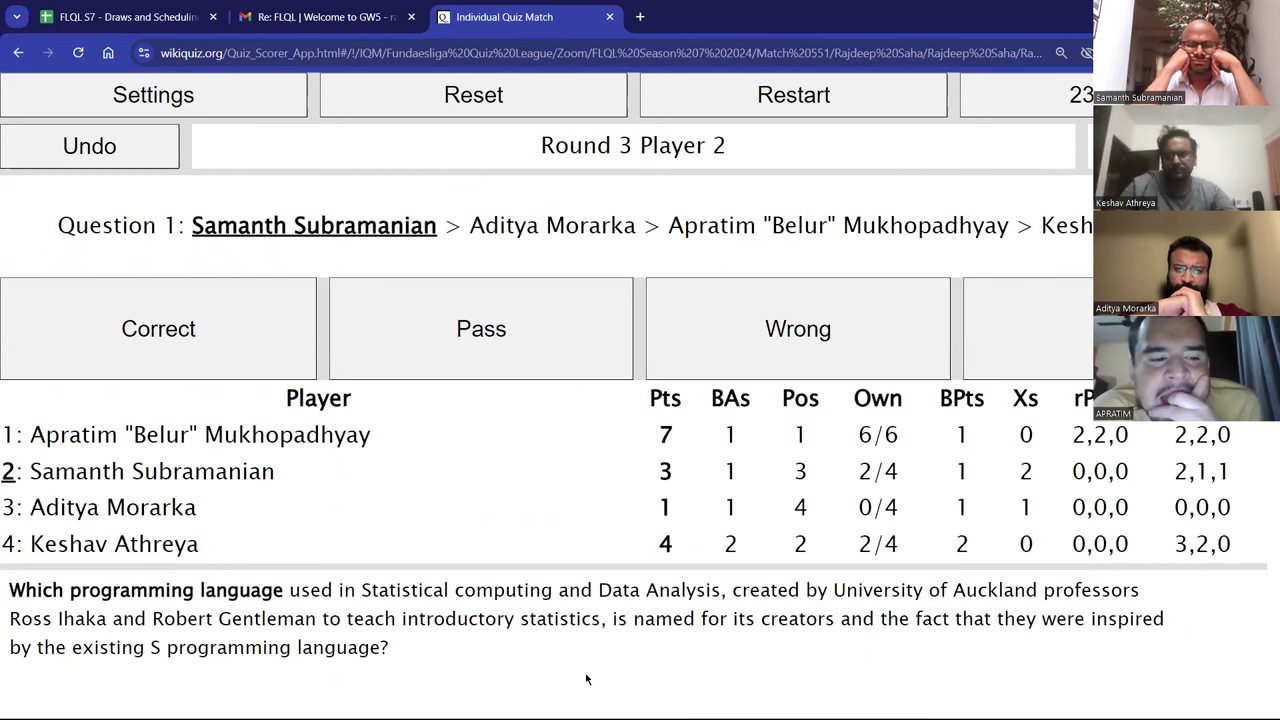 FLQL S7 - Draws and Scheduling
Re: FLQL | Welcome to GW5 - ra
Individual Quiz Match
wikiquiz.org/Quiz_Scorer_App.html#/!/IQM/Fundaesliga%20Quiz%20League/Zoom/FLQL%20Season%207%202024/Match%20551/Rajdeep%20Saha/Rajdeep%20Saha/Ra...
Settings Reset Restart 23
Undo Round 3 Player 2
Question 1: Samanth Subramanian > Aditya Morarka > Apratim "Belur" Mukhopadhyay > Kesh
Correct Pass Wrong
Player Pts BAs Pos Own BPts Xs rP
1: Apratim "Belur" Mukhopadhyay 7 1 1 6/6 1 0 2,2,0 2,2,0
2: Samanth Subramanian 3 1 3 2/4 1 2 0,0,0 2,1,1
3: Aditya Morarka 1 1 4 0/4 1 1 0,0,0 0,0,0
4: Keshav Athreya 4 2 2 2/4 2 0 0,0,0 3,2,0
Which programming language used in Statistical computing and Data Analysis, created by University of Auckland professors
Ross Ihaka and Robert Gentleman to teach introductory statistics, is named for its creators and the fact that they were inspired
by the existing S programming language?
Samanth Subramanian
Keshav Athreya
Aditya Morarka
APRATIM